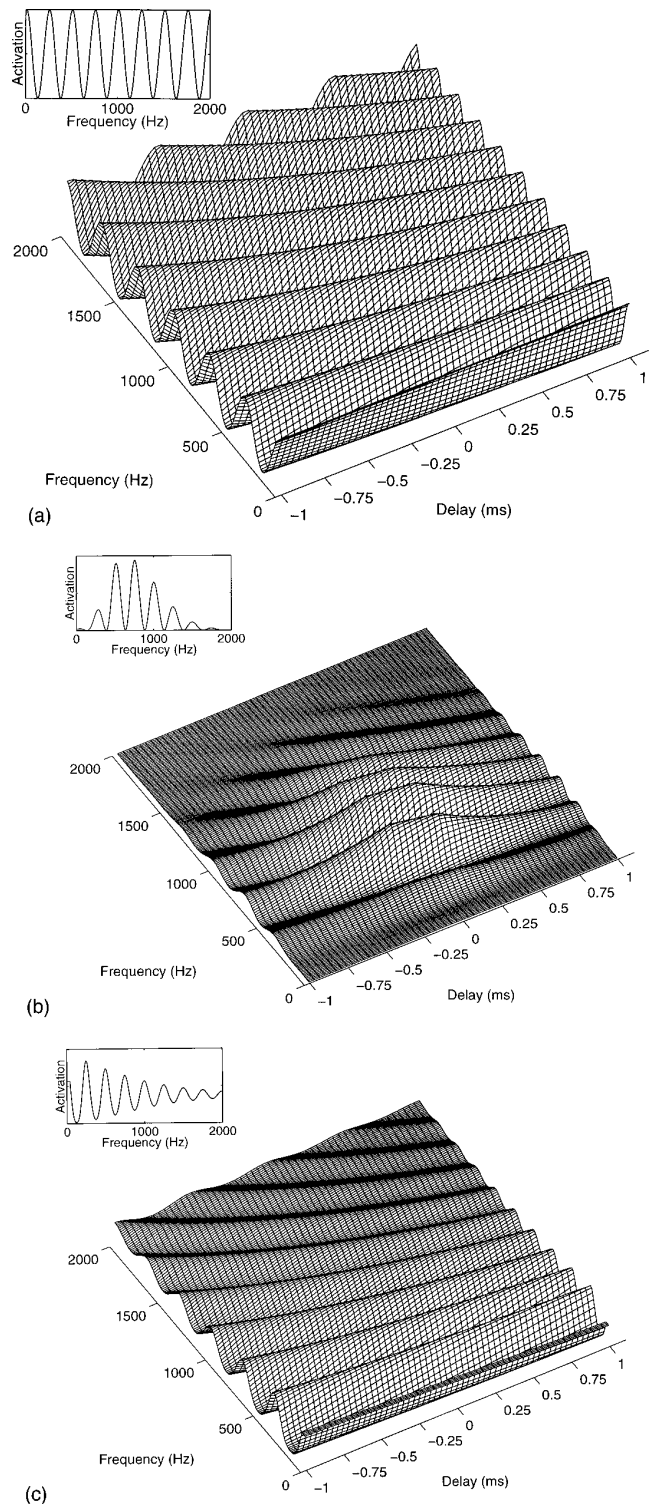 (a)
Activation
0 1000 2000
Frequency (Hz)
2000
1500
1000
500
0
Frequency (Hz)
−1
−0.75
−0.5
−0.25
0
0.25
0.5
0.75
1
Delay (ms)
(b)
Activation
0 1000 2000
Frequency (Hz)
2000
1500
1000
500
0
Frequency (Hz)
−1
−0.75
−0.5
−0.25
0
0.25
0.5
0.75
1
Delay (ms)
(c)
Activation
0 1000 2000
Frequency (Hz)
2000
1500
1000
500
0
Frequency (Hz)
−1
−0.75
−0.5
−0.25
0
0.25
0.5
0.75
1
Delay (ms)